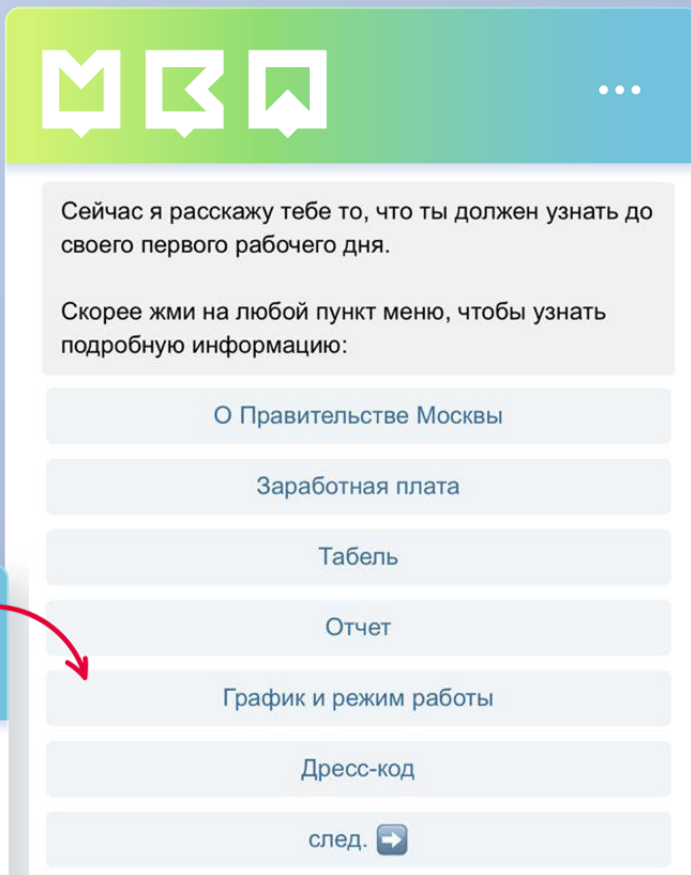 Сейчас я расскажу тебе то, что ты должен узнать до
своего первого рабочего дня.
Скорее жми на любой пункт меню, чтобы узнать
подробную информацию:
О Правительстве Москвы
Заработная плата
Табель
Отчет
График и режим работы
Дресс-код
след. ➡️